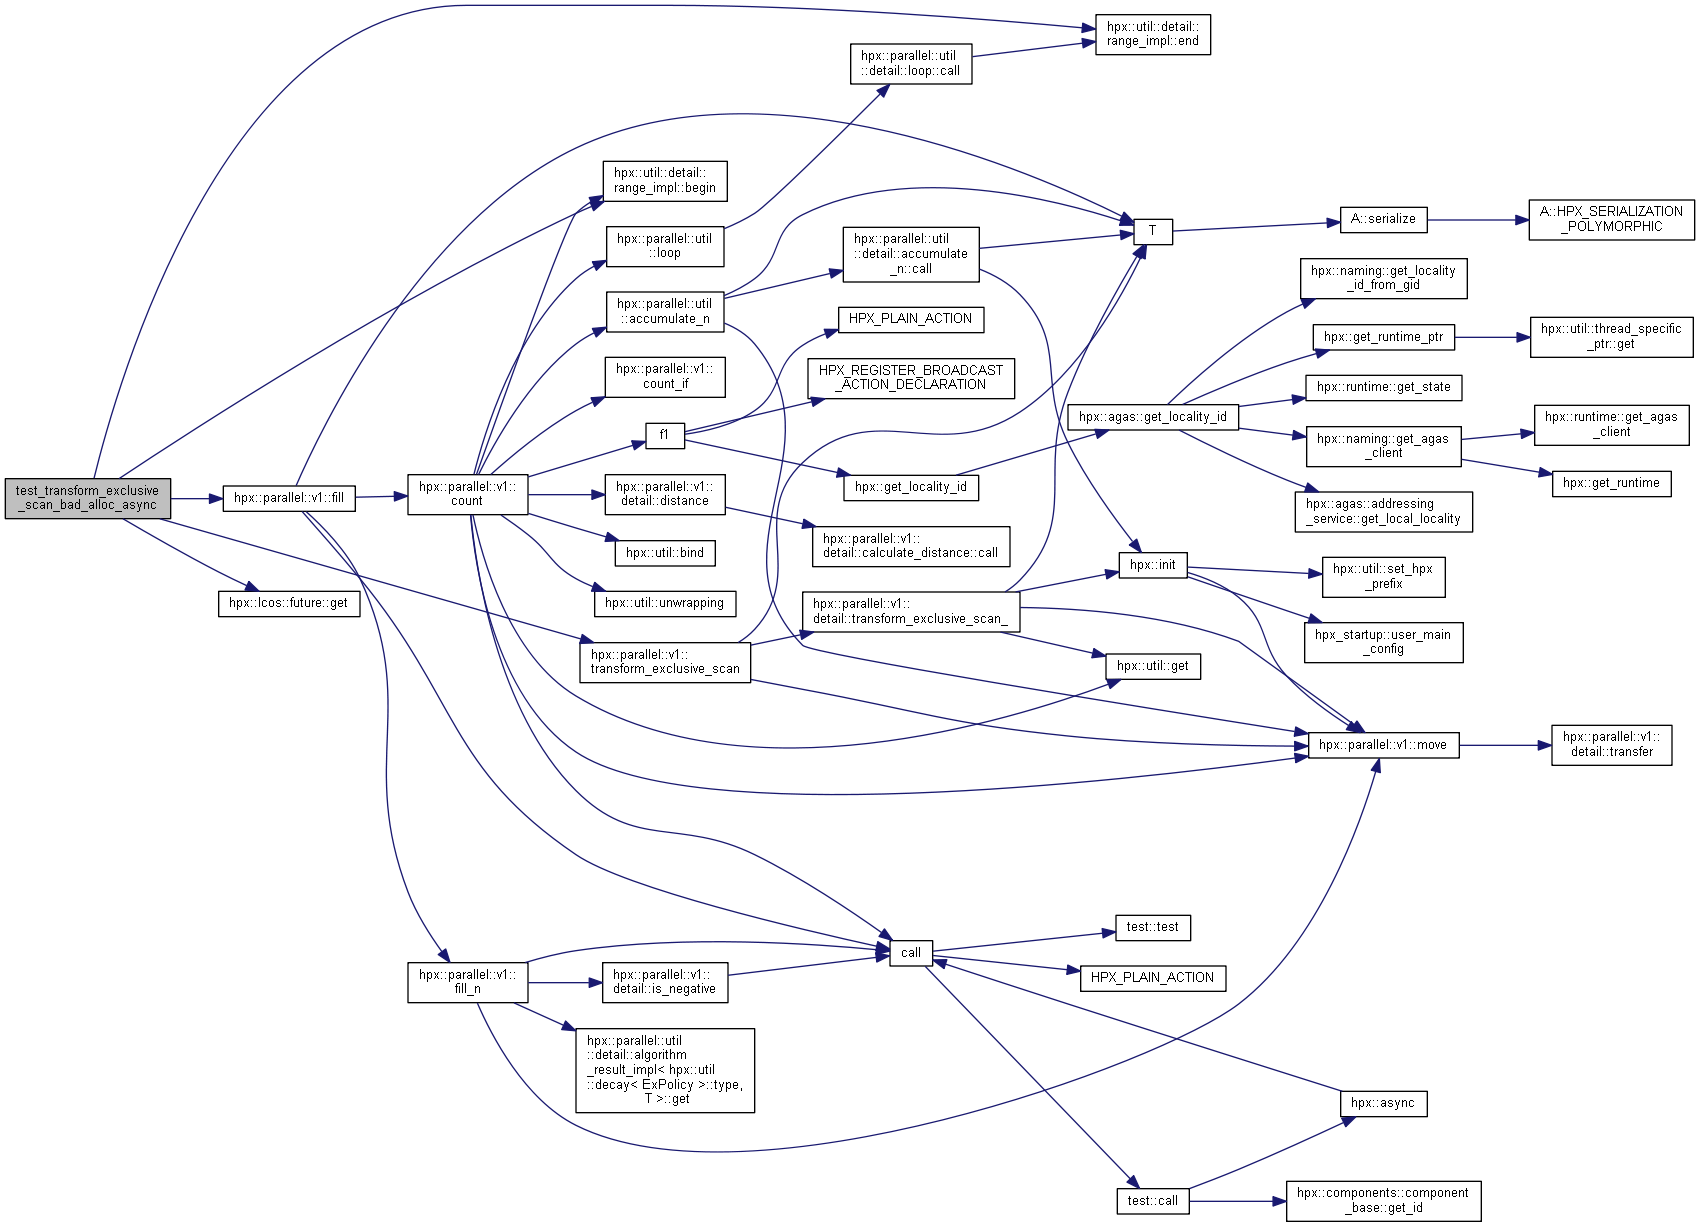 hpx::util::detail::
range_impl::end
hpx::parallel::util
::detail::loop::call
hpx::util::detail::
range_impl::begin
hpx::parallel::util
::loop
T
A::serialize
A::HPX_SERIALIZATION
_POLYMORPHIC
hpx::parallel::util
::detail::accumulate
_n::call
hpx::naming::get_locality
_id_from_gid
hpx::parallel::util
::accumulate_n
HPX_PLAIN_ACTION
hpx::get_runtime_ptr
hpx::util::thread_specific
_ptr::get
hpx::parallel::v1::
count_if
HPX_REGISTER_BROADCAST
_ACTION_DECLARATION
hpx::runtime::get_state
f1
hpx::agas::get_locality_id
hpx::naming::get_agas
_client
hpx::runtime::get_agas
_client
test_transform_exclusive
_scan_bad_alloc_async
hpx::parallel::v1::fill
hpx::parallel::v1::
count
hpx::parallel::v1::
detail::distance
hpx::get_locality_id
hpx::agas::addressing
_service::get_local_locality
hpx::get_runtime
hpx::util::bind
hpx::parallel::v1::
detail::calculate_distance::call
hpx::init
hpx::util::set_hpx
_prefix
hpx::lcos::future::get
hpx::util::unwrapping
hpx::parallel::v1::
detail::transform_exclusive_scan_
hpx_startup::user_main
_config
hpx::parallel::v1::
transform_exclusive_scan
hpx::util::get
hpx::parallel::v1::move
hpx::parallel::v1::
detail::transfer
call
test::test
HPX_PLAIN_ACTION
hpx::parallel::v1::
fill_n
hpx::parallel::v1::
detail::is_negative
hpx::parallel::util
::detail::algorithm
_result_impl< hpx::util
::decay< ExPolicy >::type,
T >::get
hpx::async
test::call
hpx::components::component
_base::get_id